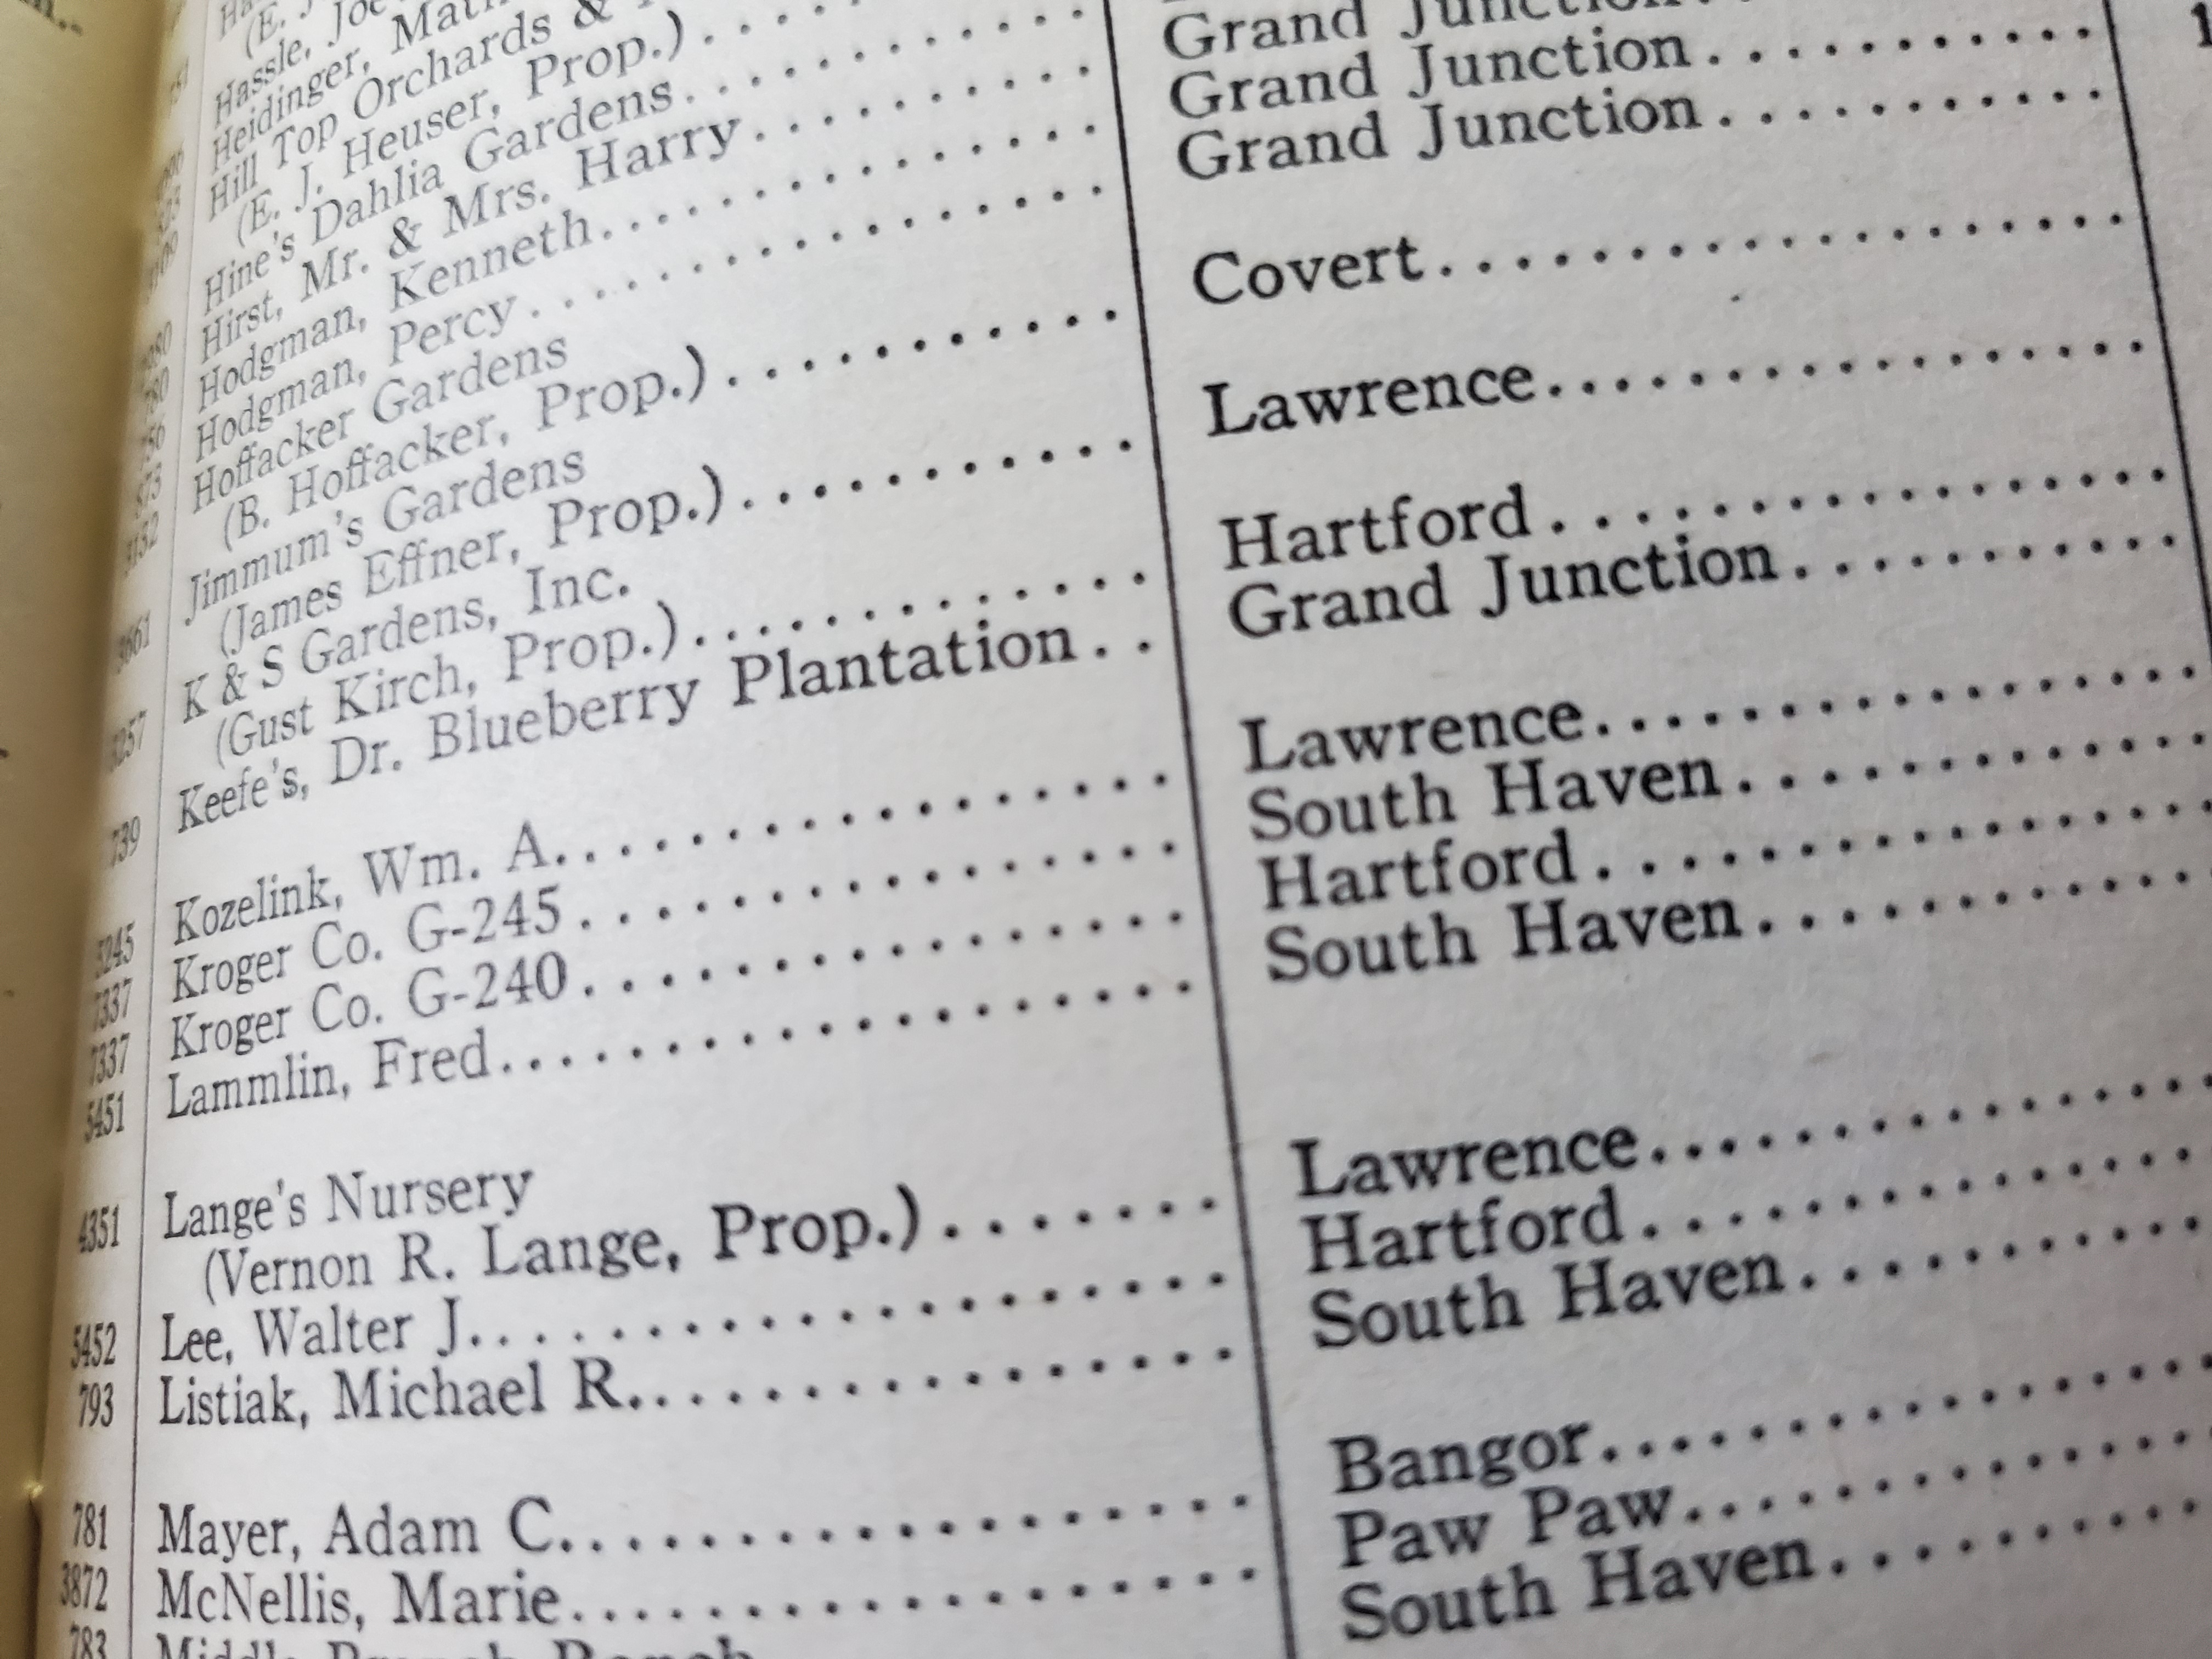 Hassle,
Heidinger,
Hill Top Orchards &
(E. J. Heuser, Prop.)..
Hine's Dahlia Gardens..........
Hirst, Mr. & Mrs. Harry.......... Grand Junction
Hodgman, Kenneth............... Grand Junction...........
Hodgman, Percy................. Grand Junction...........
Hoffacker Gardens
(B. Hoffacker, Prop.)........... Covert..................
Jimmum's Gardens
(James Effner, Prop.)........... Lawrence................
K & S Gardens, Inc.
(Gust Kirch, Prop.)............. Hartford................
739 Keefe's, Dr. Blueberry Plantation.. Grand Junction...........
5245 Kozelink, Wm. A................. Lawrence................
7337 Kroger Co. G-245................ South Haven.............
7337 Kroger Co. G-240................ Hartford................
5451 Lammlin, Fred................... South Haven.............
4351 Lange's Nursery
(Vernon R. Lange, Prop.)....... Lawrence................
5452 Lee, Walter J.................... Hartford................
793 Listiak, Michael R................ South Haven.............
781 Mayer, Adam C.................. Bangor.................
3872 McNellis, Marie................. Paw Paw................
783 South Haven.............